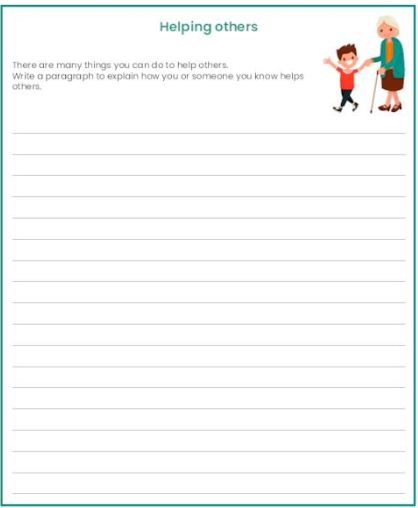 Helping others
There are many things you can do to help others.
Write a paragraph to explain how you or someone you know helps
others.